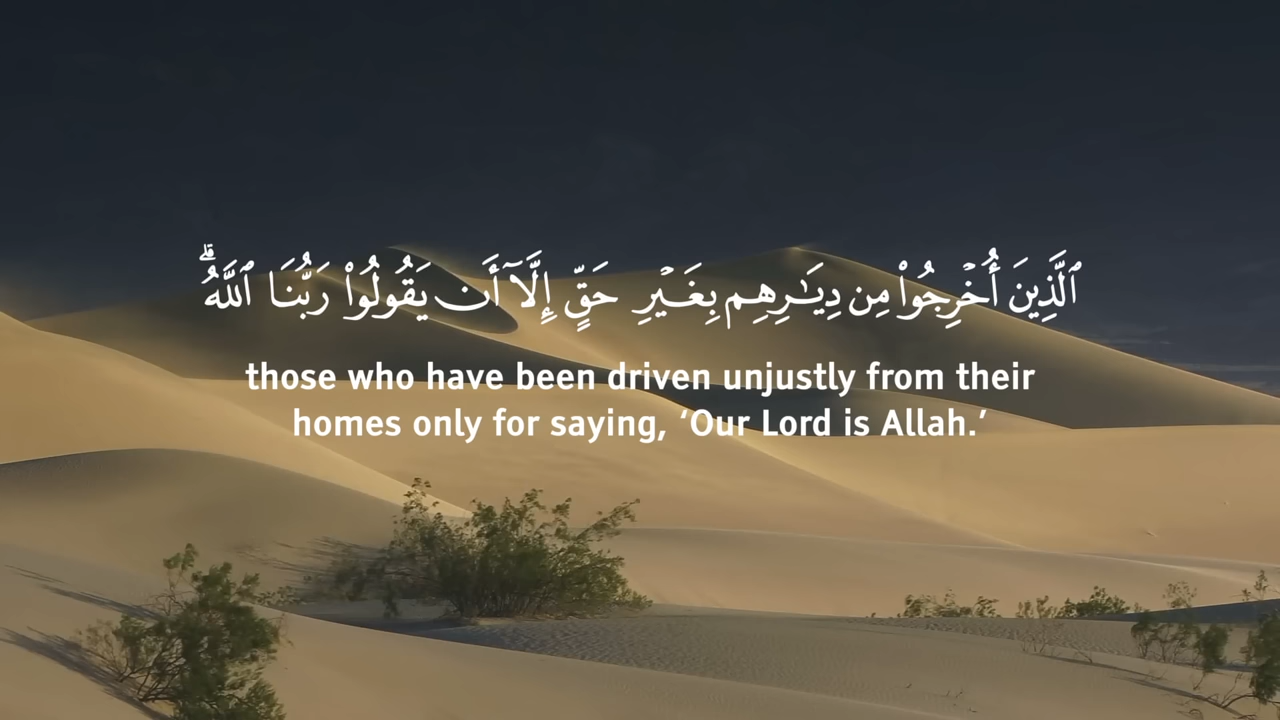 ٱلَّذِينَ أُخْرِجُوا۟ مِن دِيَـٰرِهِم بِغَيْرِ حَقٍّ إِلَّآ أَن يَقُولُوا۟ رَبُّنَا ٱللَّهُ ۗ
those who have been driven unjustly from their
homes only for saying, ‘Our Lord is Allah.’